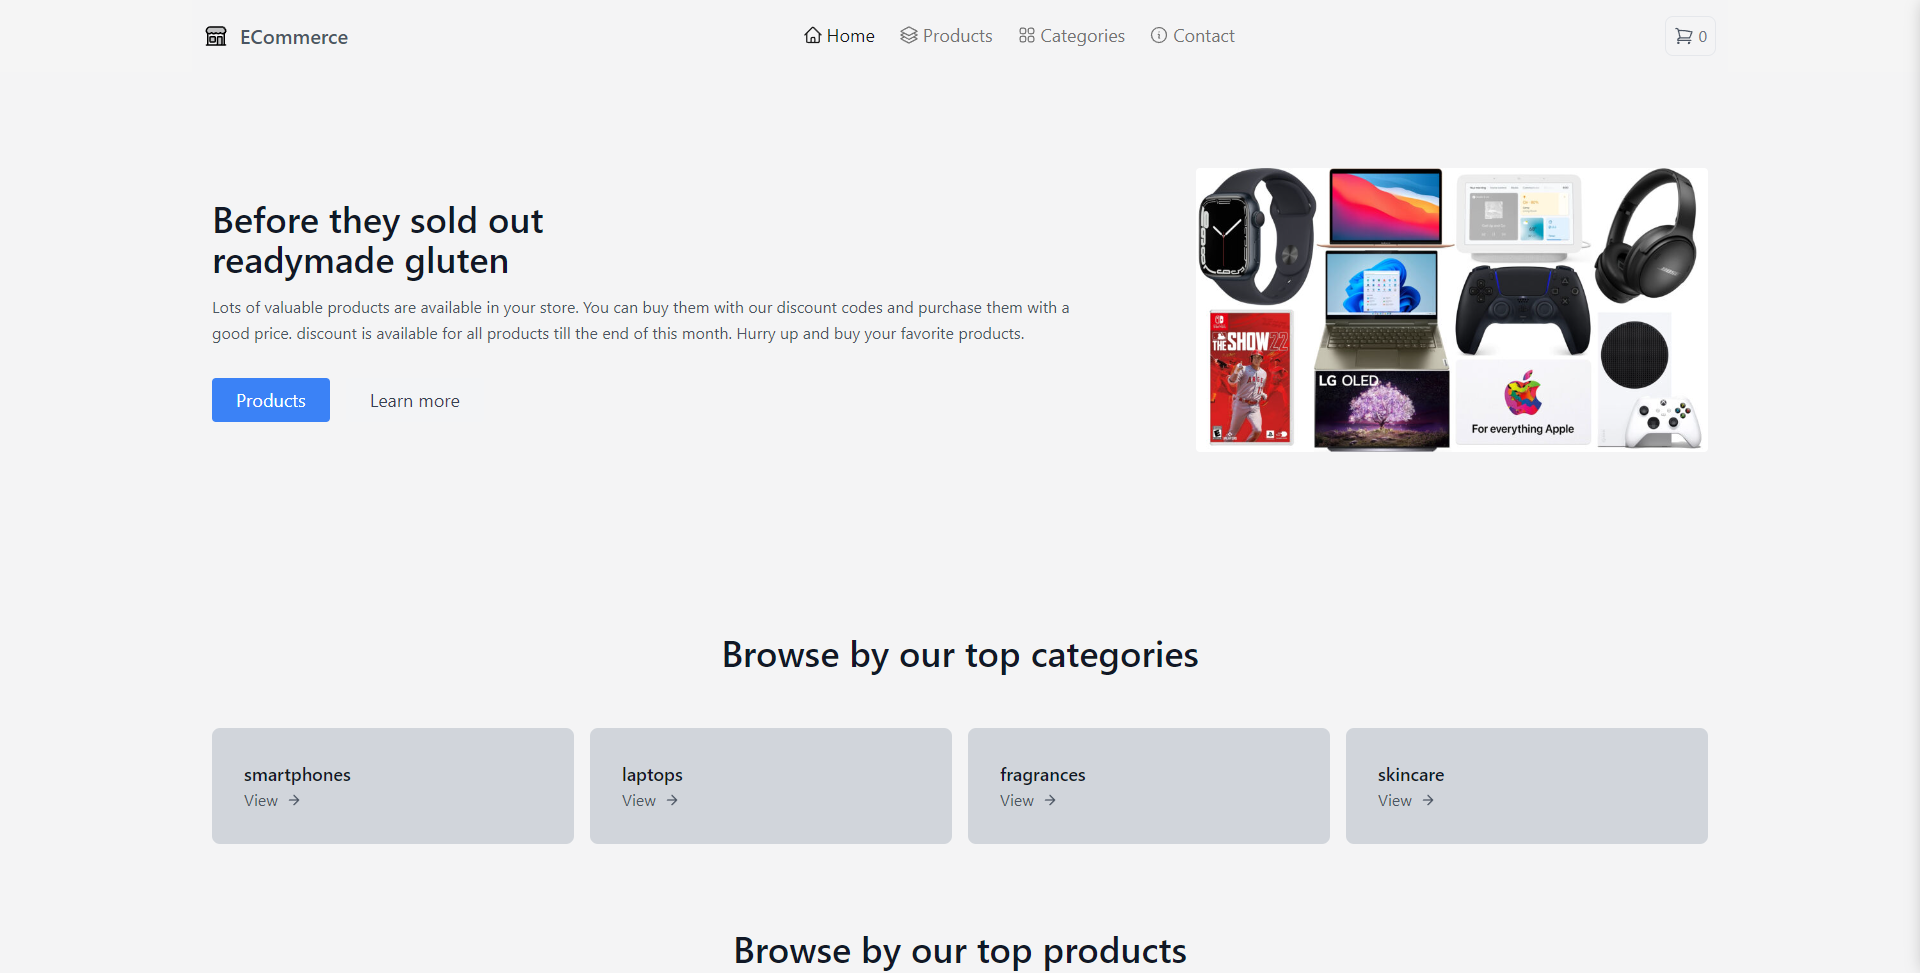 ECommerce
Home
Products
Categories
Contact
0
Before they sold out
readymade gluten
Lots of valuable products are available in your store. You can buy them with our discount codes and purchase them with a
good price. discount is available for all products till the end of this month. Hurry up and buy your favorite products.
Products
Learn more
THE SHOW 22
LG OLED
For everything Apple
Browse by our top categories
smartphones
View
laptops
View
fragrances
View
skincare
View
Browse by our top products